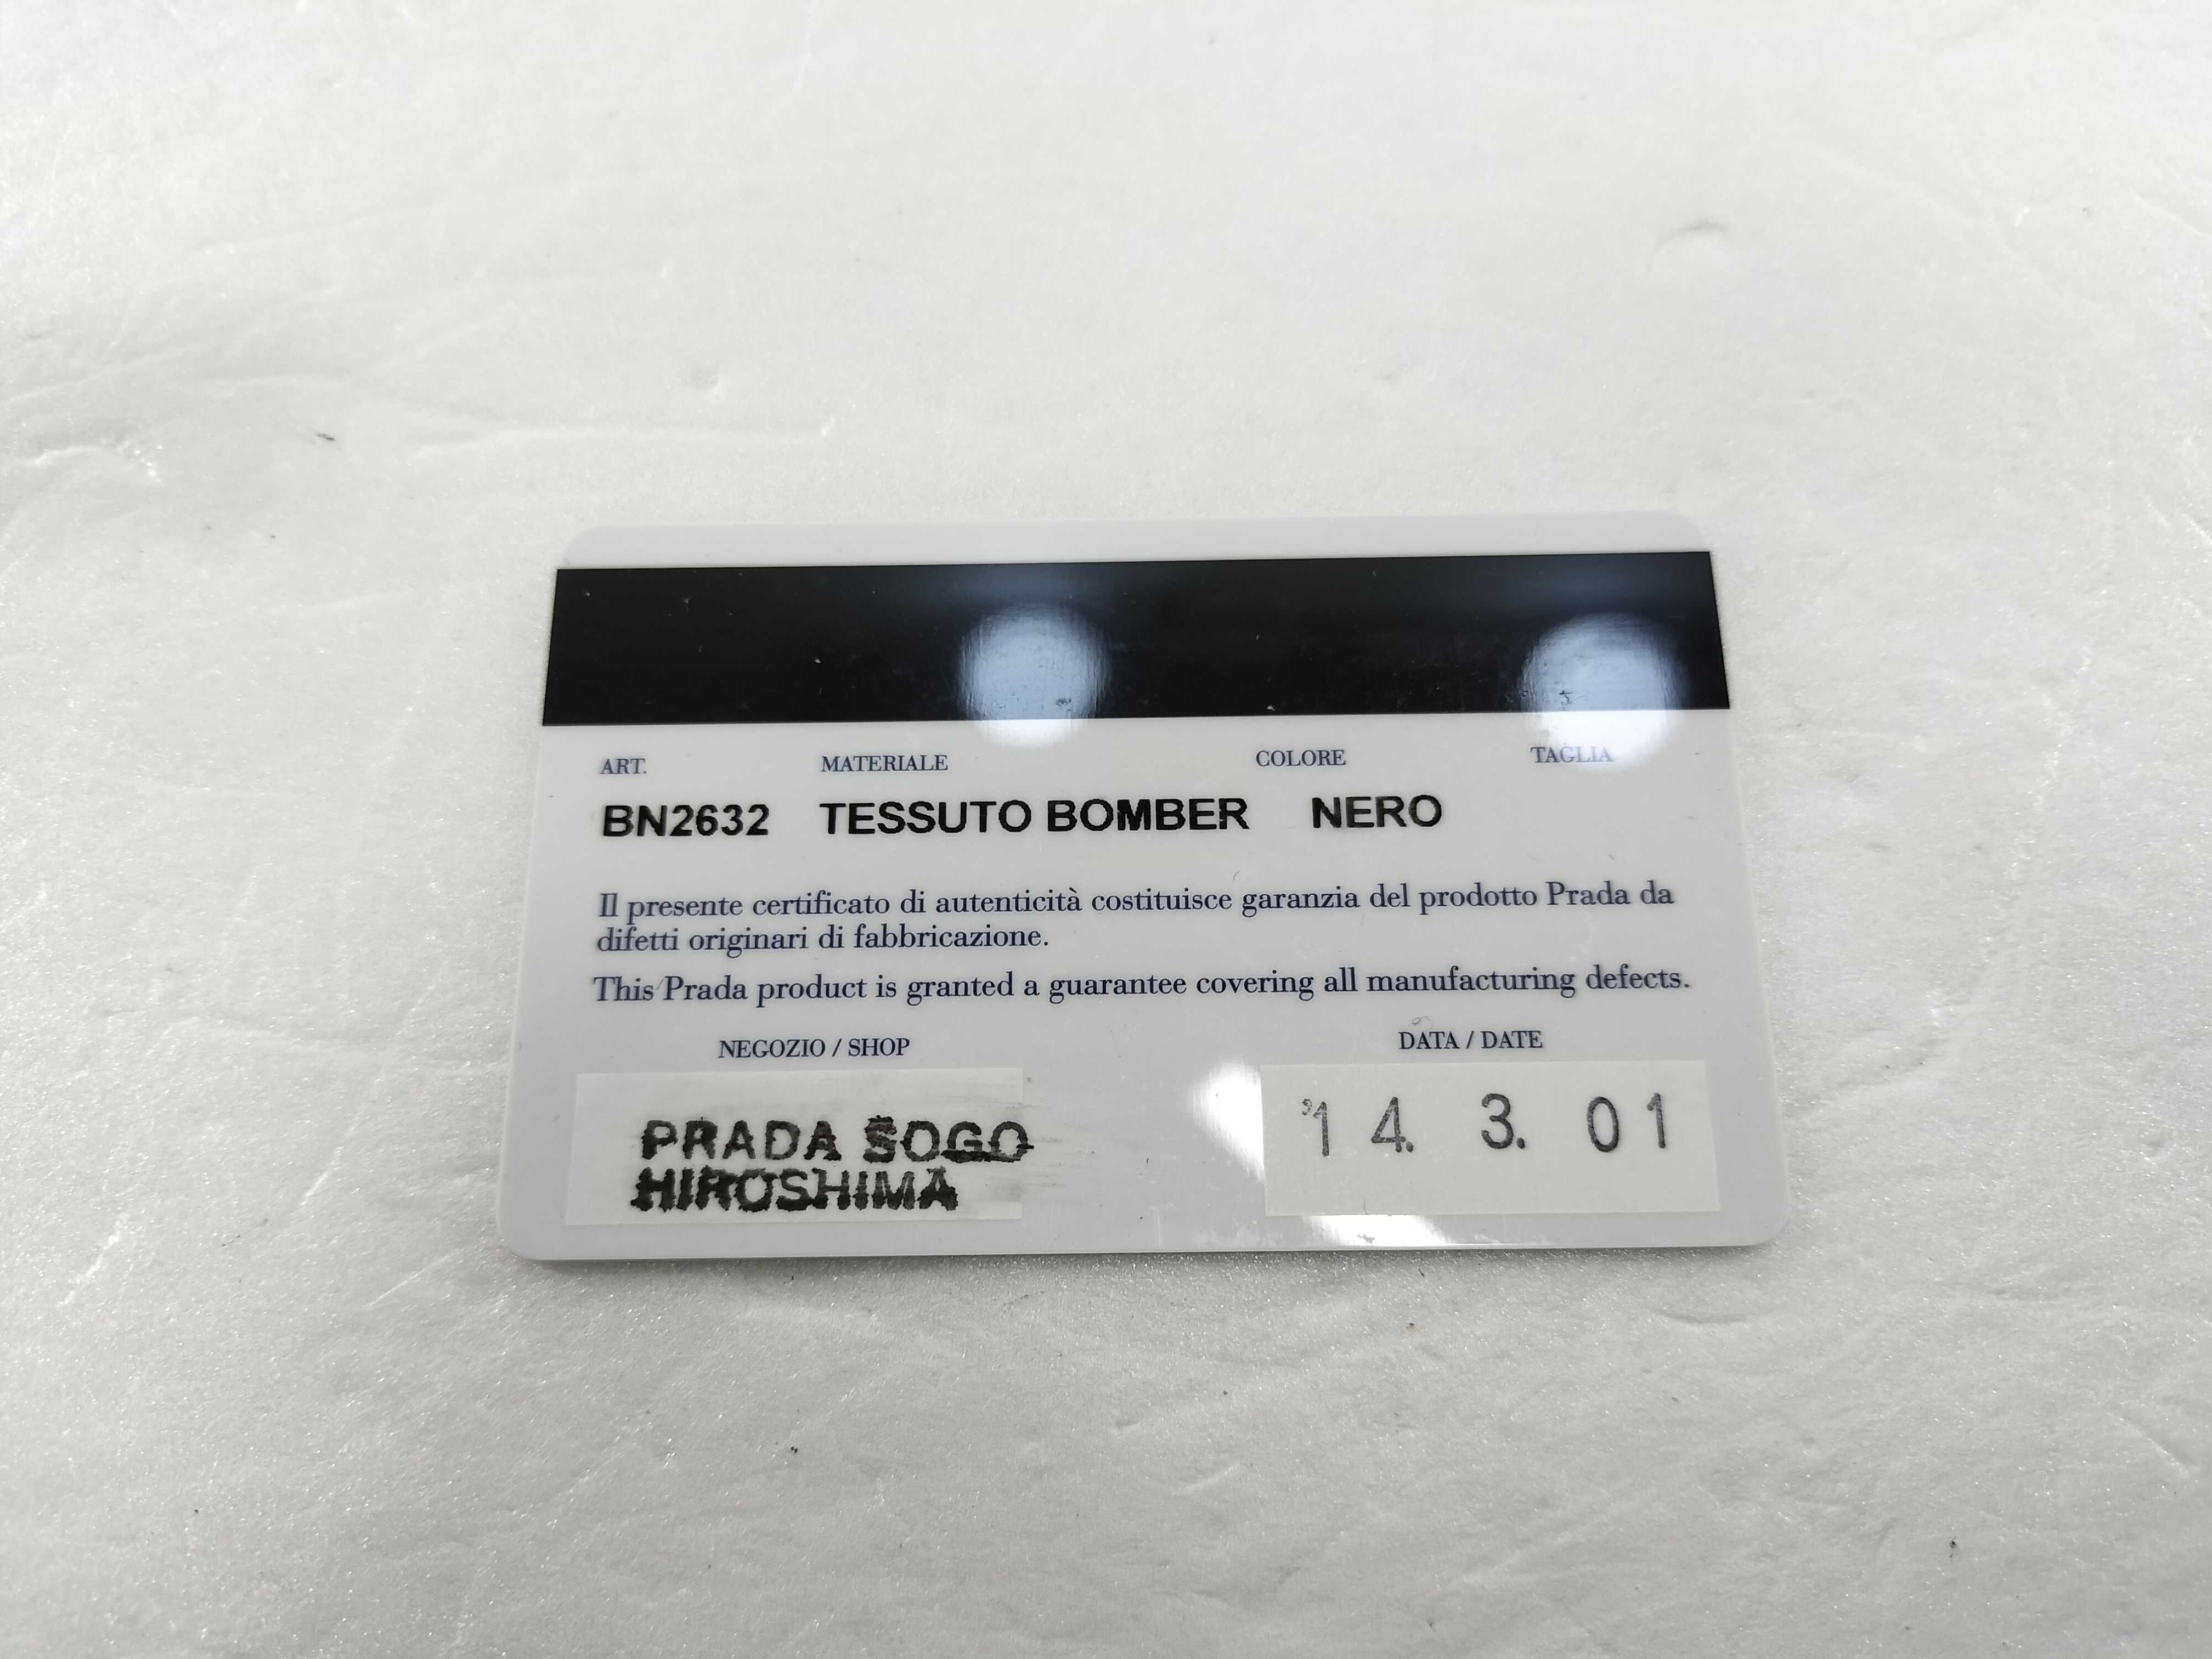 ART. MATERIALE COLORE TAGLIA
BN2632 TESSUTO BOMBER NERO
Il presente certificato di autenticità costituisce garanzia del prodotto Prada da
difetti originari di fabbricazione.
This Prada product is granted a guarantee covering all manufacturing defects.
NEGOZIO / SHOP DATA / DATE
PRADA SOGO
HIROSHIMA
'14. 3. 01